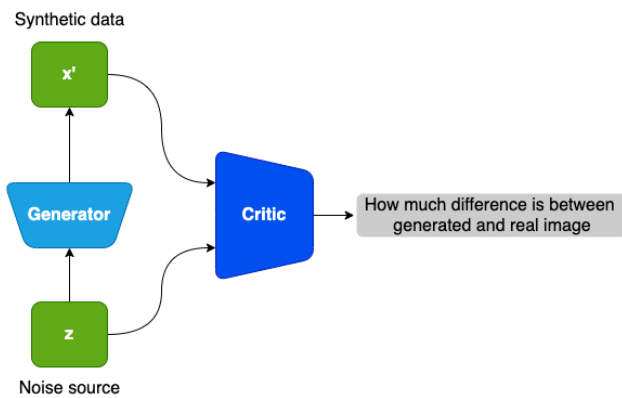 Synthetic data
x'
Generator
Critic
How much difference is between
generated and real image
z
Noise source